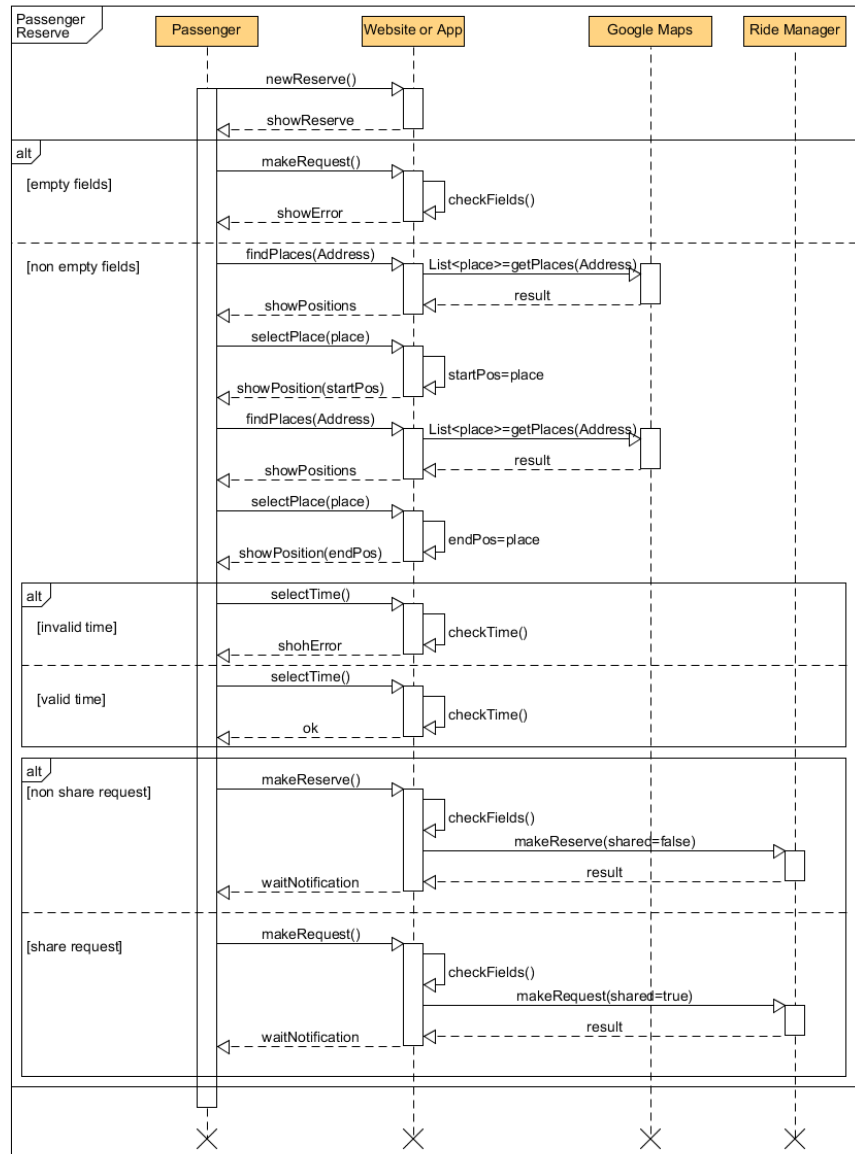 Passenger
Reserve
Passenger
Website or App
Google Maps
Ride Manager
newReserve()
showReserve
alt
makeRequest()
[empty fields]
checkFields()
showError
findPlaces(Address)
[non empty fields]
List<place>=getPlaces(Address)
result
showPositions
selectPlace(place)
startPos=place
showPosition(startPos)
findPlaces(Address)
List<place>=getPlaces(Address)
result
showPositions
selectPlace(place)
endPos=place
showPosition(endPos)
alt
selectTime()
[invalid time]
checkTime()
shohError
selectTime()
[valid time]
checkTime()
ok
alt
makeReserve()
[non share request]
checkFields()
makeReserve(shared=false)
result
waitNotification
makeRequest()
[share request]
checkFields()
makeRequest(shared=true)
result
waitNotification